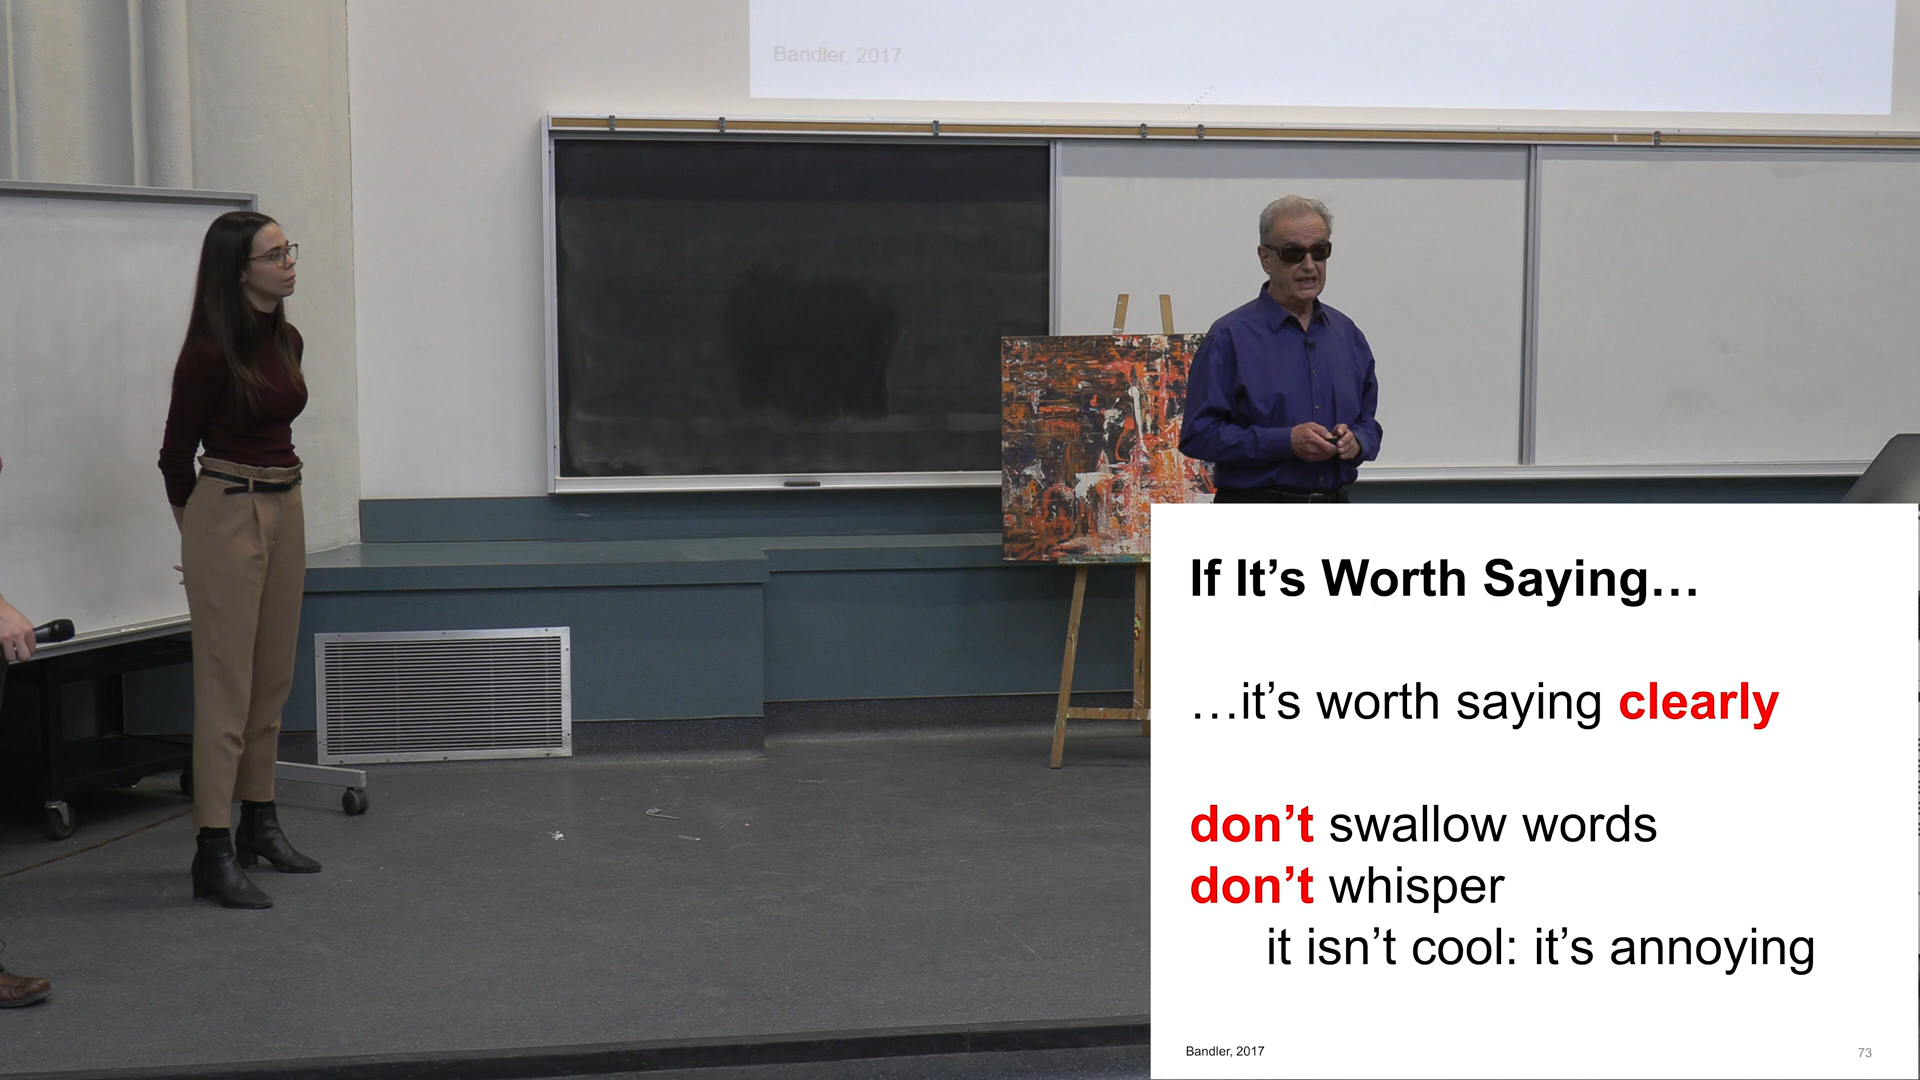 Bandler, 2017
If It’s Worth Saying…
…it’s worth saying clearly
don’t swallow words
don’t whisper
it isn’t cool: it’s annoying
Bandler, 2017
73